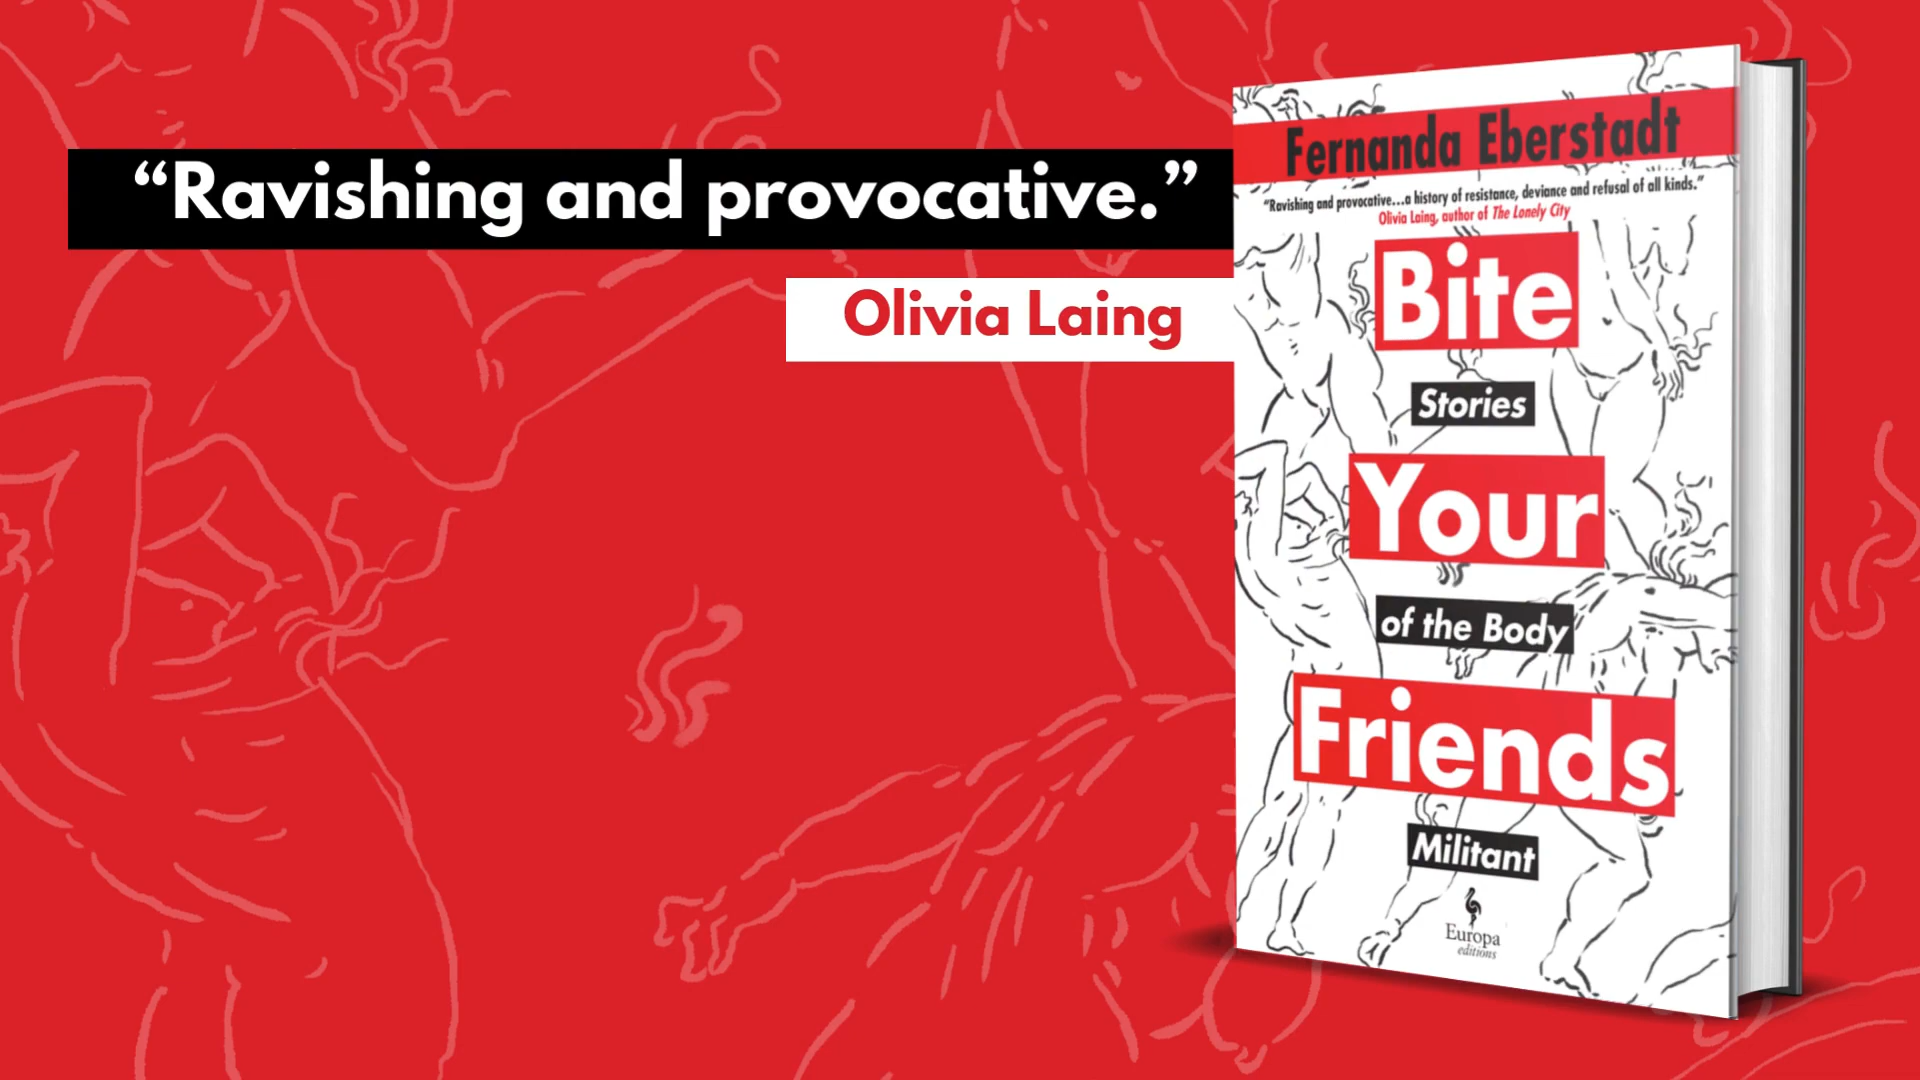 “Ravishing and provocative.”
Olivia Laing
Fernanda Eberstadt
“Ravishing and provocative...a history of resistance, deviance and refusal of all kinds.”
Olivia Laing, author of The Lonely City
Bite
Stories
Your
of the Body
Friends
Militant
Europa
editions